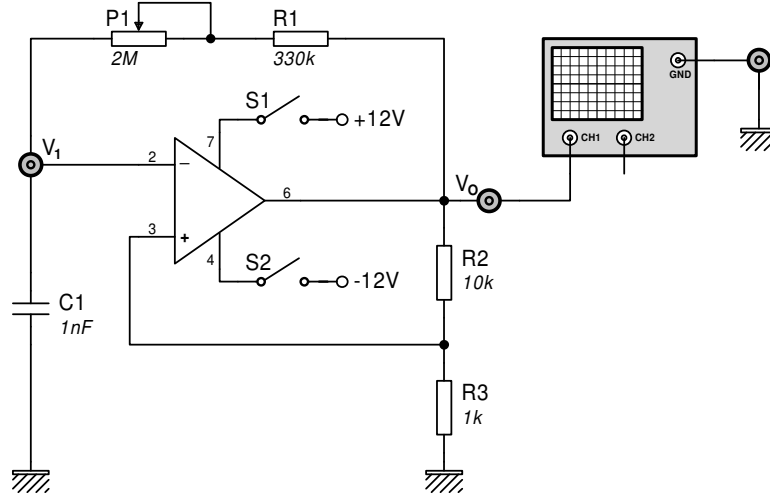 P1
2M
R1
330k
GND
CH1
CH2
S1
+12V
7
V1
2
−
6
VO
3
+
4
S2
-12V
R2
10k
C1
1nF
R3
1k